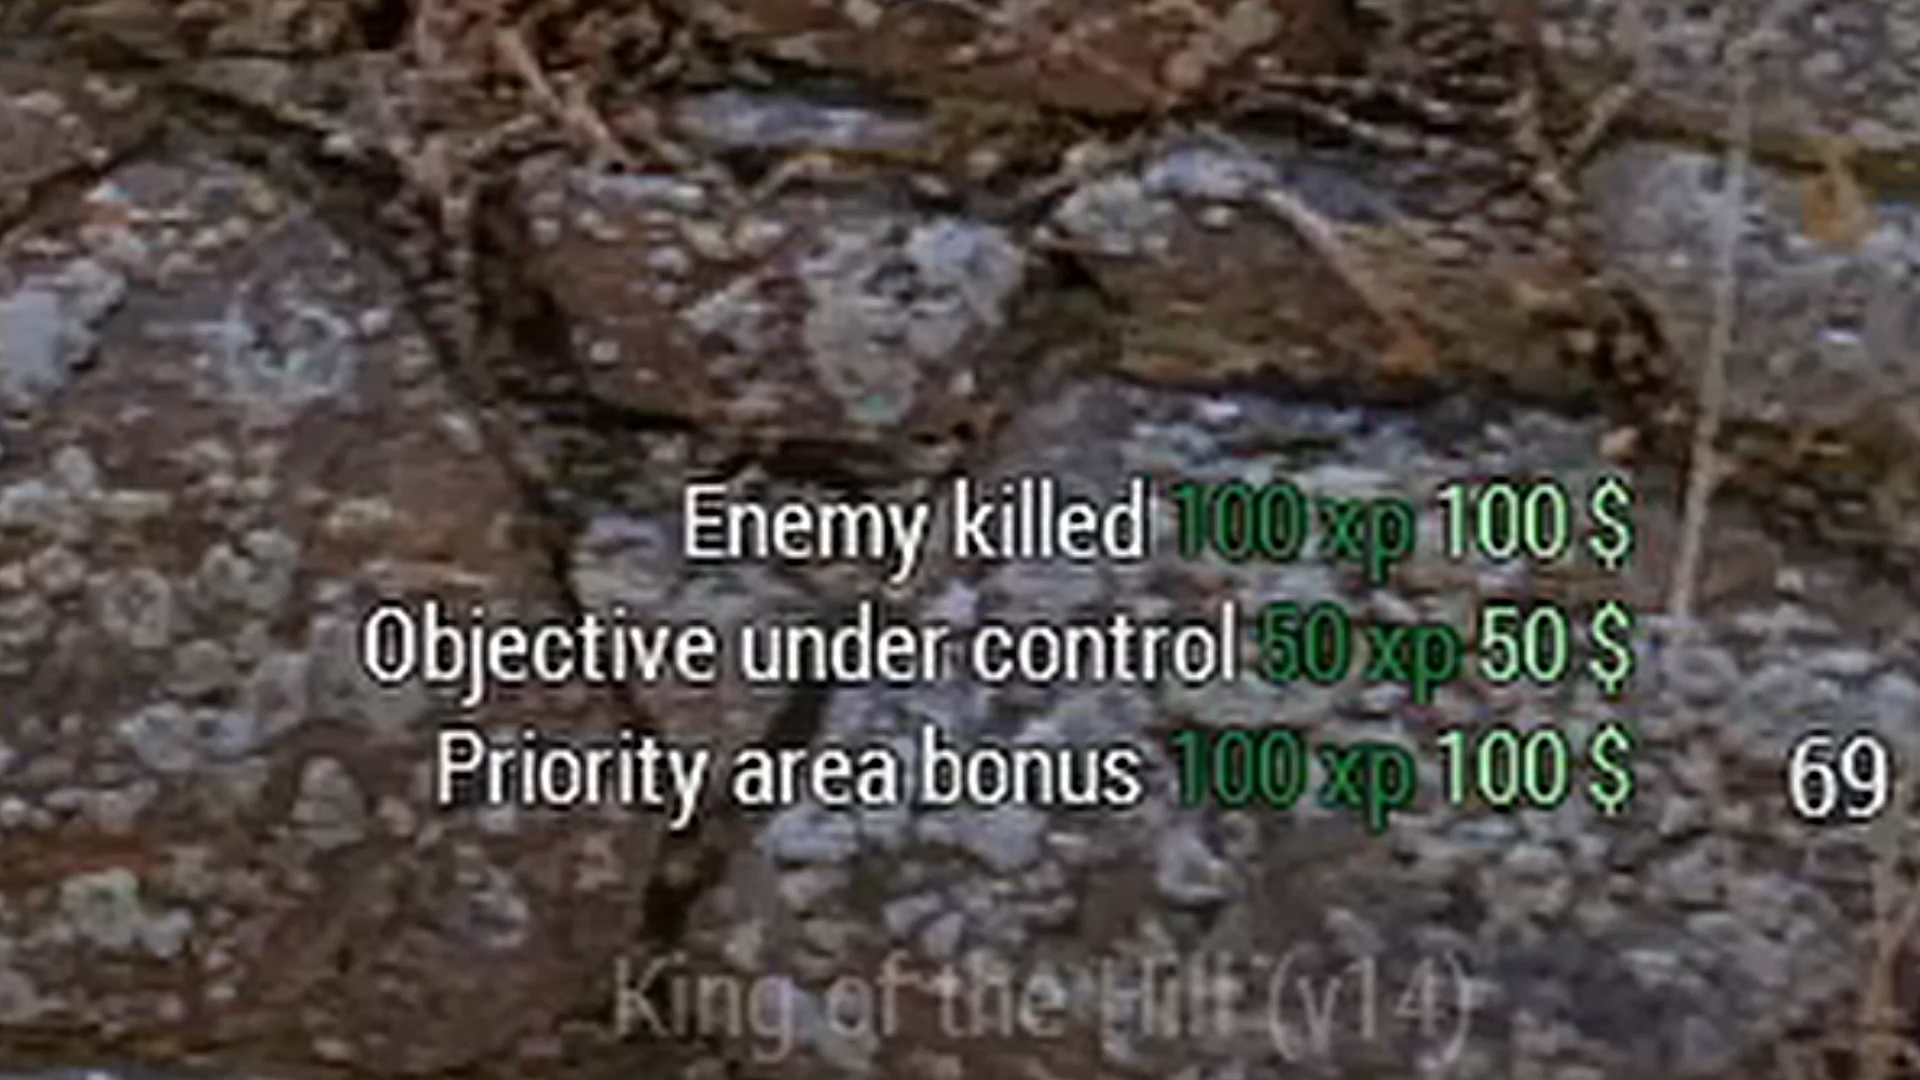 Enemy killed 100 xp 100 $
Objective under control 50 xp 50 $
Priority area bonus 100 xp 100 $
69
King of the Hill (v14)